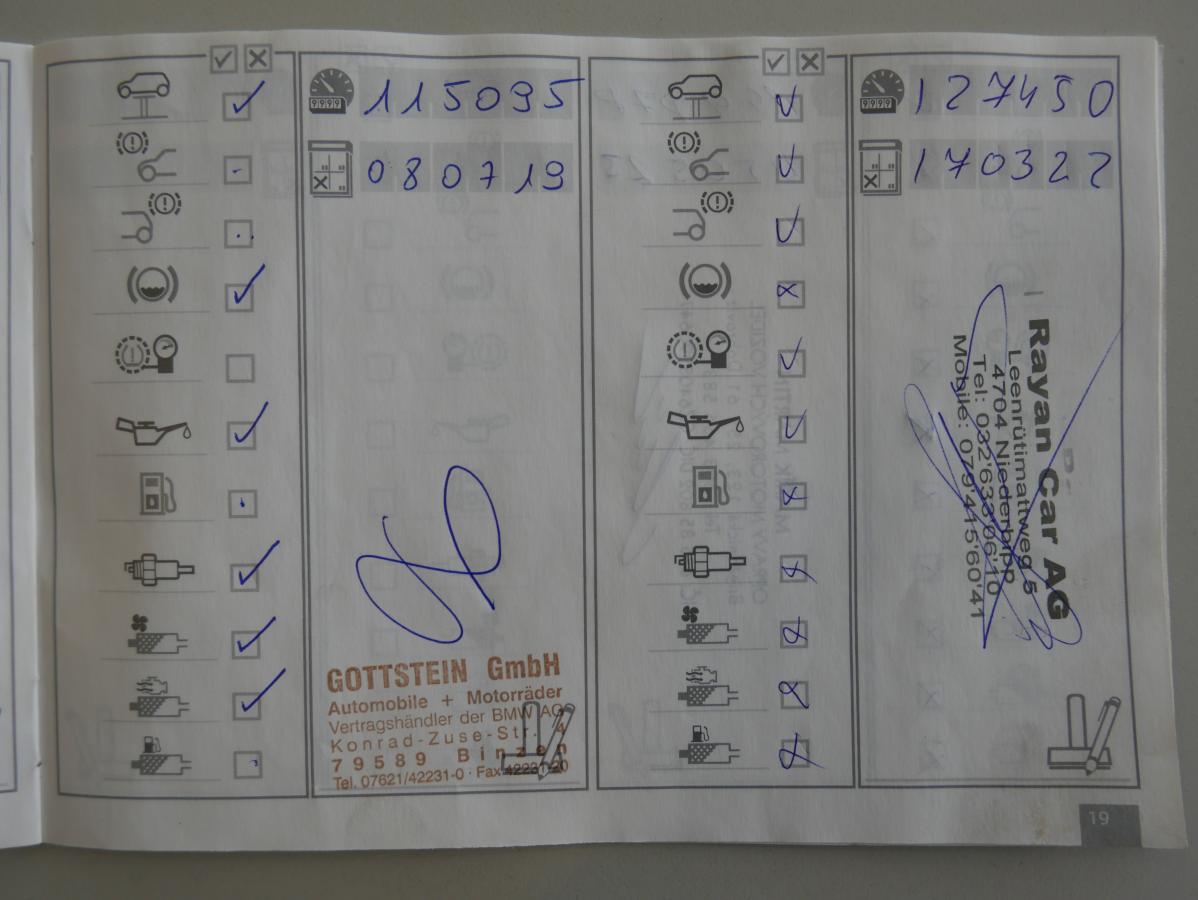 115095
080719
GOTTSTEIN GmbH
Automobile + Motorräder
Vertragshändler der BMW AG
Konrad-Zuse-Str. 4
79589 Binzen
Tel. 07621/42231-0 · Fax 42231-20
127450
170322
Rayan Car AG
Leenrütimattweg 5
4704 Niederbipp
Tel: 032'633'06'10
Mobile: 079'415'60'41
19